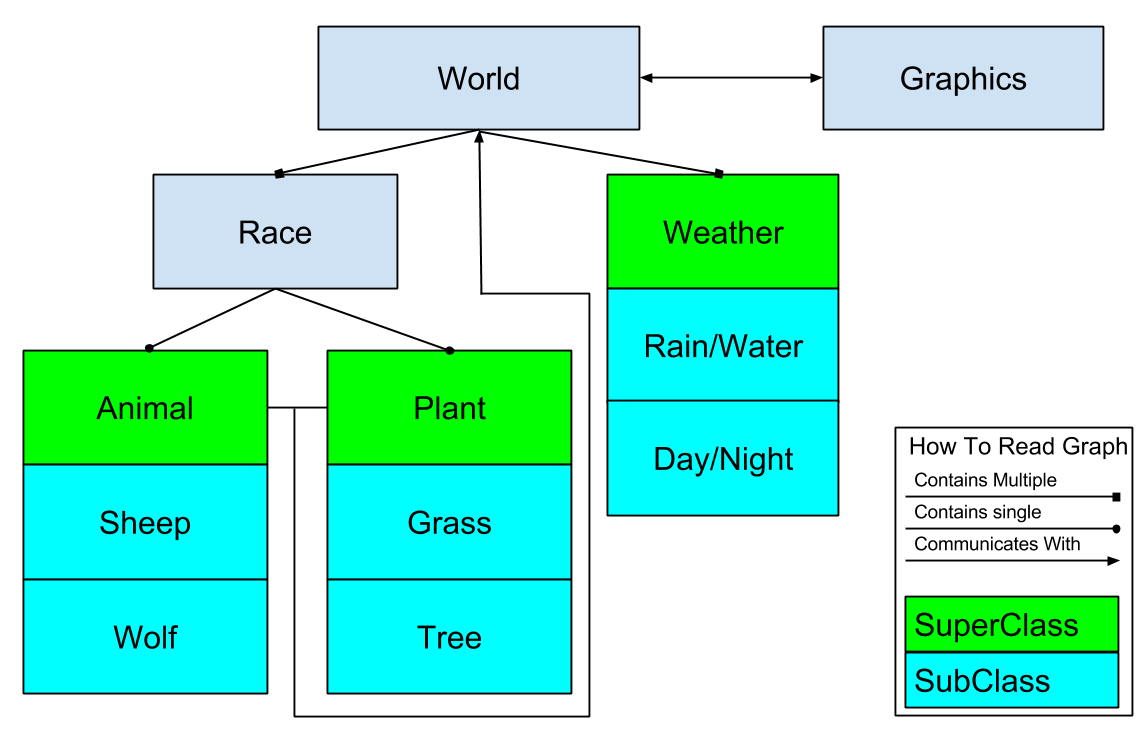 World
Graphics
Race
Weather
Rain/Water
Day/Night
Animal
Plant
Sheep
Grass
Wolf
Tree
How To Read Graph
Contains Multiple
Contains single
Communicates With
SuperClass
SubClass